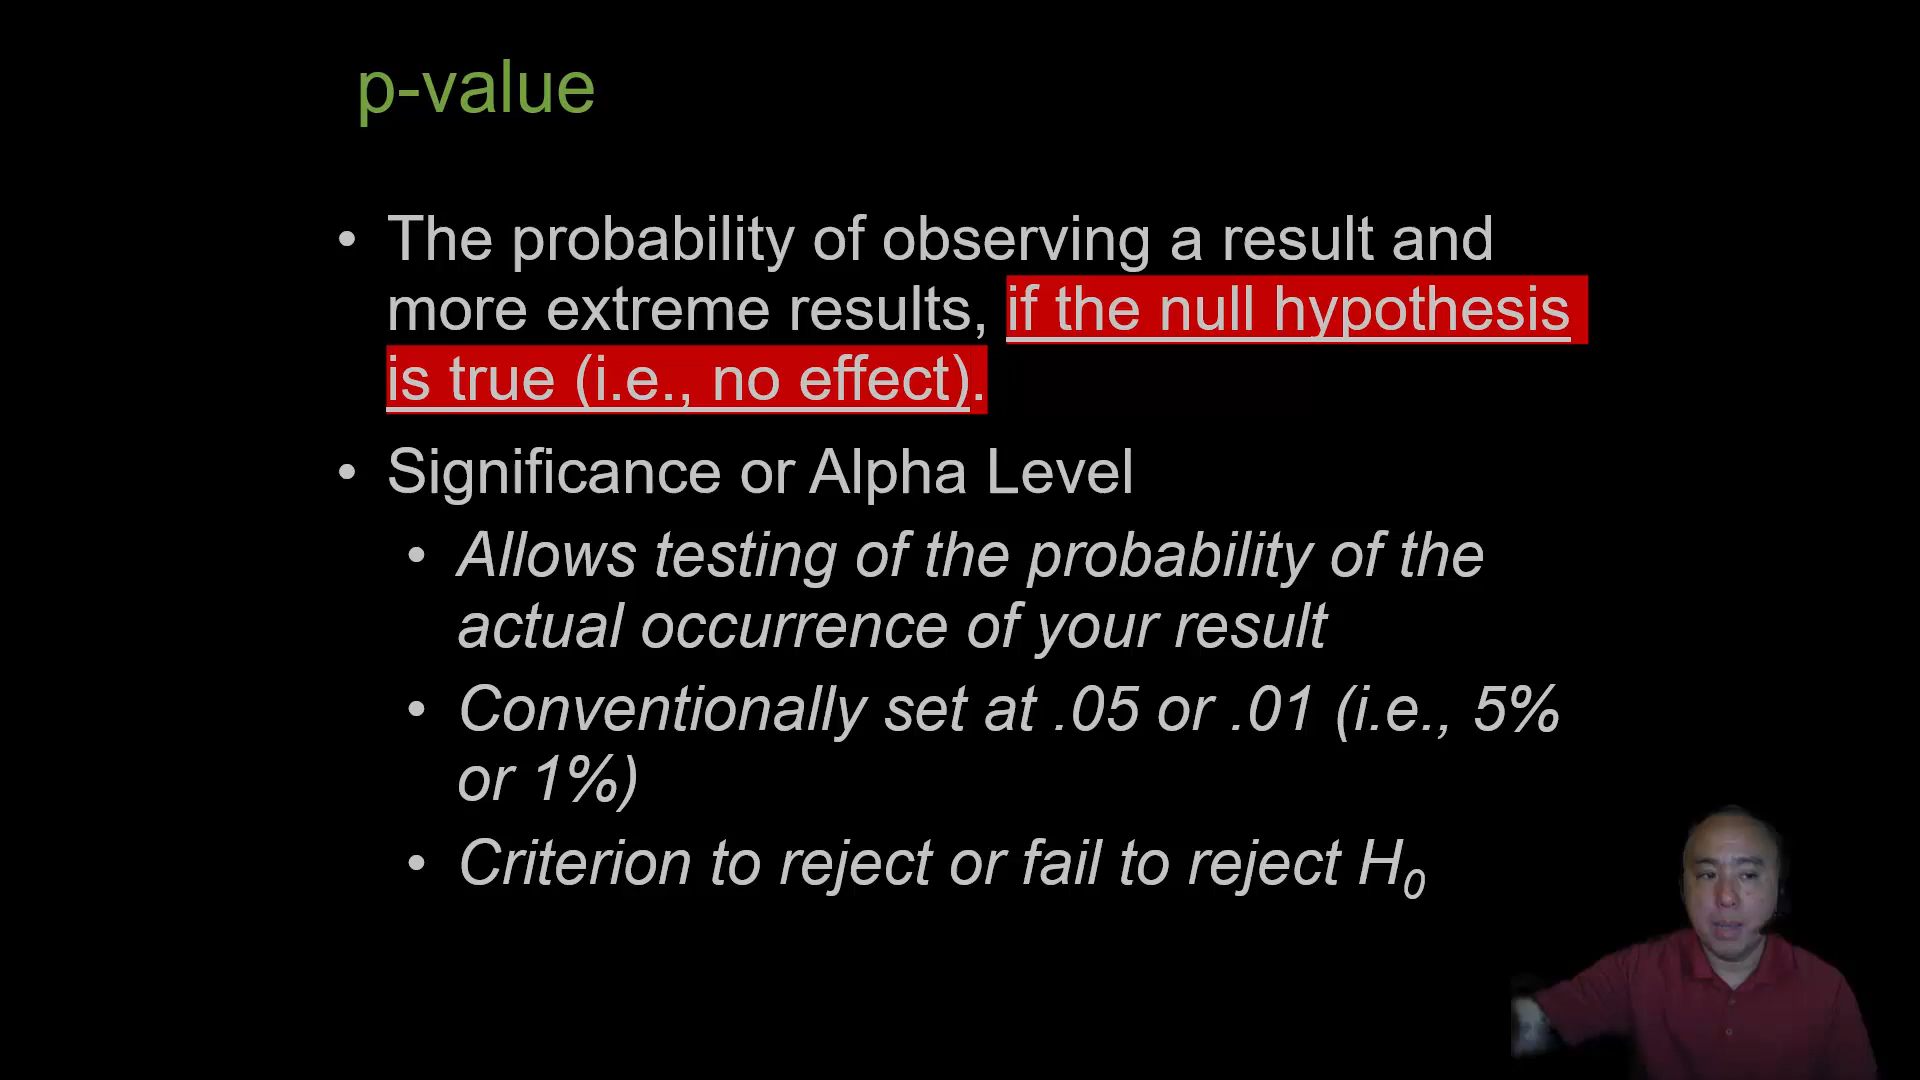 p-value
• The probability of observing a result and
more extreme results, if the null hypothesis
is true (i.e., no effect).
• Significance or Alpha Level
• Allows testing of the probability of the
actual occurrence of your result
• Conventionally set at .05 or .01 (i.e., 5%
or 1%)
• Criterion to reject or fail to reject H₀